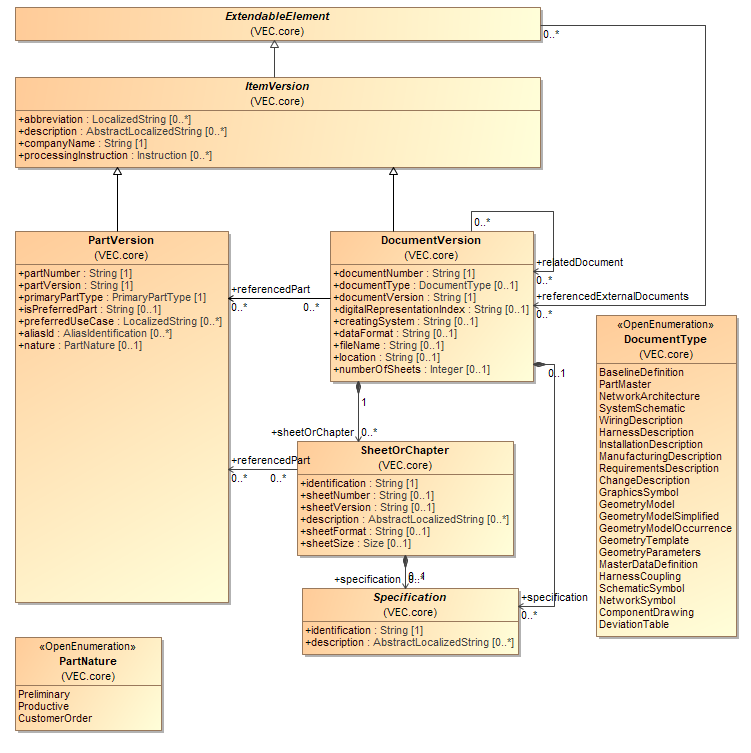 ExtendableElement
(VEC.core)
0..*
ItemVersion
(VEC.core)
+abbreviation : LocalizedString [0..*]
+description : AbstractLocalizedString [0..*]
+companyName : String [1]
+processingInstruction : Instruction [0..*]
PartVersion
(VEC.core)
+partNumber : String [1]
+partVersion : String [1]
+primaryPartType : PrimaryPartType [1]
+isPreferredPart : String [0..1]
+preferredUseCase : LocalizedString [0..*]
+aliasId : AliasIdentification [0..*]
+nature : PartNature [0..1]
+referencedPart
0..*
0..*
DocumentVersion
(VEC.core)
+documentNumber : String [1]
+documentType : DocumentType [0..1]
+documentVersion : String [1]
+digitalRepresentationIndex : String [0..1]
+creatingSystem : String [0..1]
+dataFormat : String [0..1]
+fileName : String [0..1]
+location : String [0..1]
+numberOfSheets : Integer [0..1]
0..*
+relatedDocument
0..*
+referencedExternalDocuments
0..*
0..1
1
+sheetOrChapter
0..*
«OpenEnumeration»
DocumentType
(VEC.core)
BaselineDefinition
PartMaster
NetworkArchitecture
SystemSchematic
WiringDescription
HarnessDescription
InstallationDescription
ManufacturingDescription
RequirementsDescription
ChangeDescription
GraphicsSymbol
GeometryModel
GeometryModelSimplified
GeometryModelOccurrence
GeometryTemplate
GeometryParameters
MasterDataDefinition
HarnessCoupling
SchematicSymbol
NetworkSymbol
ComponentDrawing
DeviationTable
+referencedPart
0..*
0..*
SheetOrChapter
(VEC.core)
+identification : String [1]
+sheetNumber : String [0..1]
+sheetVersion : String [0..1]
+description : AbstractLocalizedString [0..*]
+sheetFormat : String [0..1]
+sheetSize : Size [0..1]
+specification
+specification
0..*
Specification
(VEC.core)
+identification : String [1]
+description : AbstractLocalizedString [0..*]
«OpenEnumeration»
PartNature
(VEC.core)
Preliminary
Productive
CustomerOrder